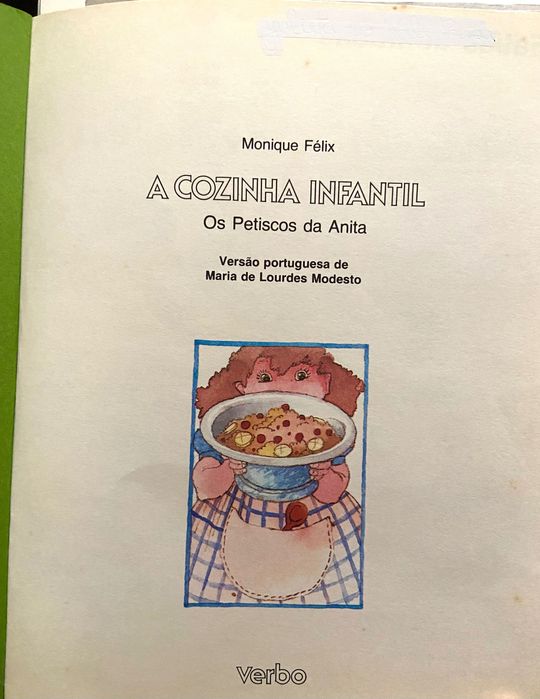 Monique Félix
A COZINHA INFANTIL
Os Petiscos da Anita
Versão portuguesa de
Maria de Lourdes Modesto
verbo